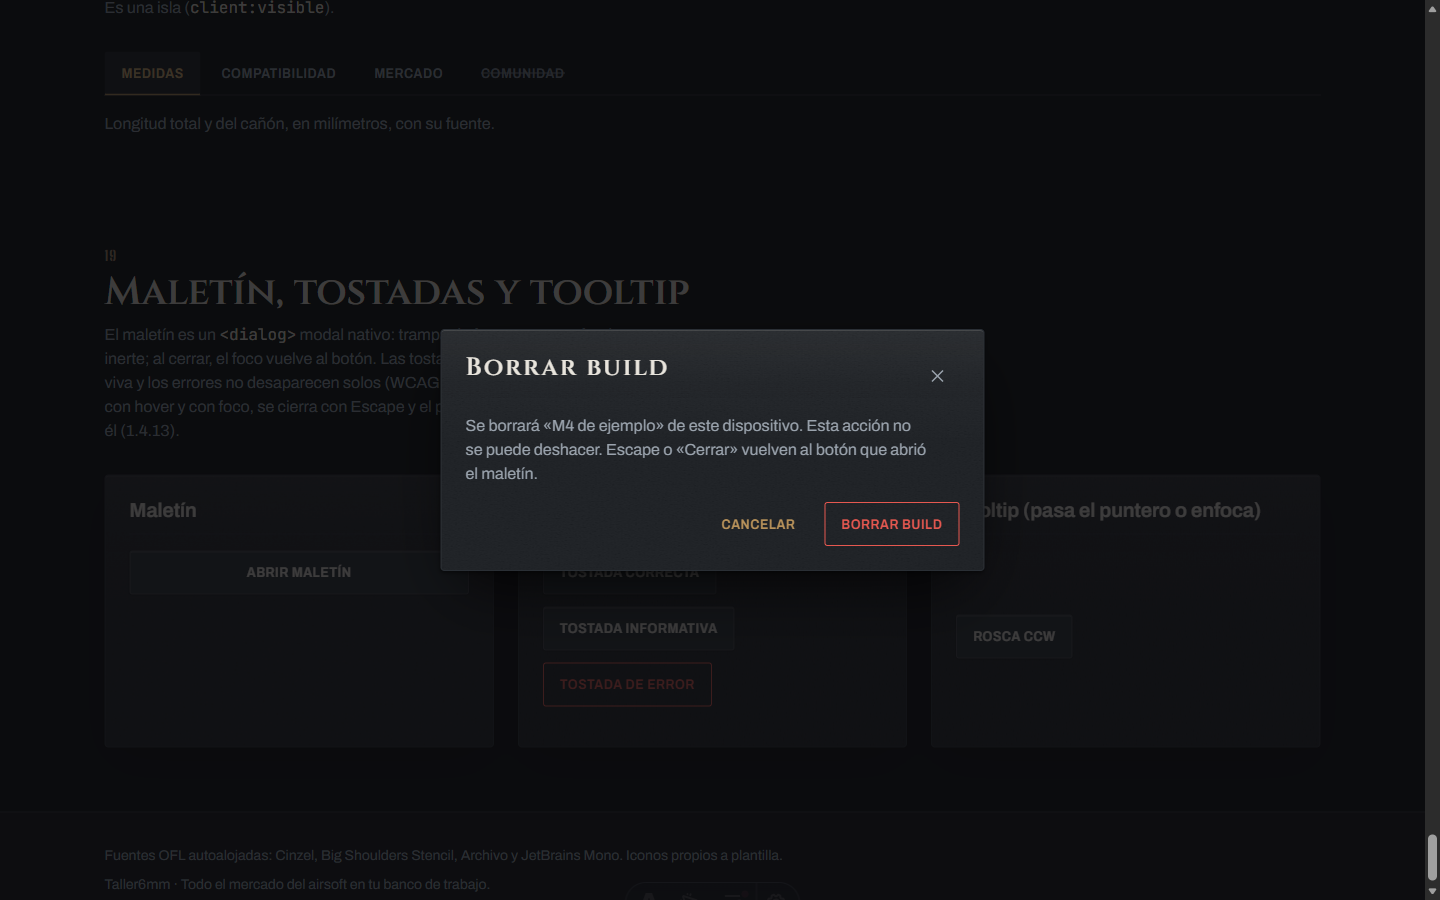 Es una isla (client:visible).
MEDIDAS
COMPATIBILIDAD
MERCADO
COMUNIDAD
Longitud total y del cañón, en milímetros, con su fuente.
19
Maletín, tostadas y tooltip
El maletín es un <dialog> modal nativo:
inerte; al cerrar, el foco vuelve al botón. Las
viva y los errores no desaparecen solos (WCAG
con hover y con foco, se cierra con Escape y el
él (1.4.13).
Borrar build
Se borrará «M4 de ejemplo» de este dispositivo. Esta acción no
se puede deshacer. Escape o «Cerrar» vuelven al botón que abrió
el maletín.
CANCELAR
BORRAR BUILD
Maletín
ABRIR MALETÍN
TOSTADA CORRECTA
TOSTADA INFORMATIVA
TOSTADA DE ERROR
(pasa el puntero o enfoca)
ROSCA CCW
Fuentes OFL autoalojadas: Cinzel, Big Shoulders Stencil, Archivo y JetBrains Mono. Iconos propios a plantilla.
Taller6mm · Todo el mercado del airsoft en tu banco de trabajo.